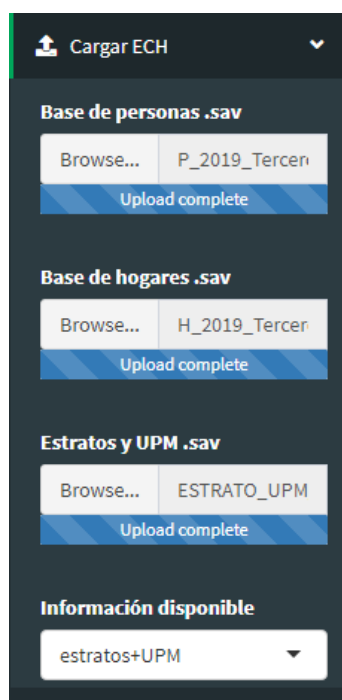 Cargar ECH
Base de personas .sav
Browse... P_2019_Tercer
Upload complete
Base de hogares .sav
Browse... H_2019_Tercer
Upload complete
Estratos y UPM .sav
Browse... ESTRATO_UPM
Upload complete
Información disponible
estratos+UPM